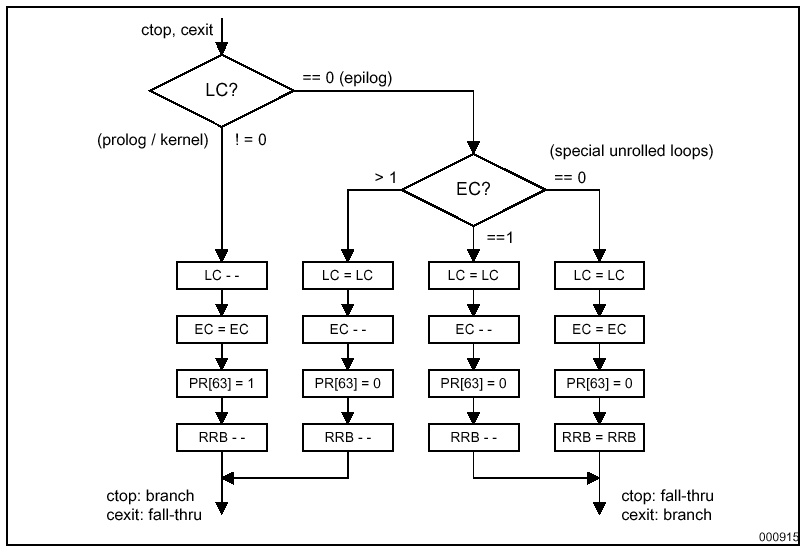 ctop, cexit
LC?
== 0 (epilog)
(prolog / kernel)
! = 0
(special unrolled loops)
> 1
EC?
== 0
==1
LC - -
LC = LC
LC = LC
LC = LC
EC = EC
EC - -
EC - -
EC = EC
PR[63] = 1
PR[63] = 0
PR[63] = 0
PR[63] = 0
RRB - -
RRB - -
RRB - -
RRB = RRB
ctop: branch
cexit: fall-thru
ctop: fall-thru
cexit: branch
000915